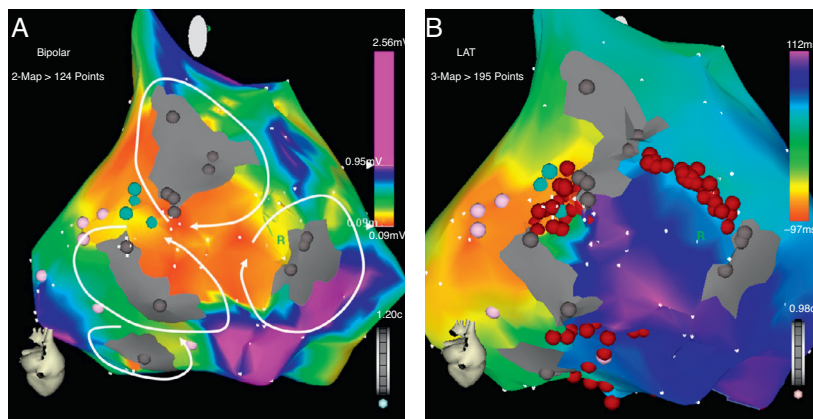 A
Bipolar
2-Map > 124 Points
2.56mV
0.95mV
0.09mV
R
1.20c
B
LAT
3-Map > 195 Points
112ms
-97ms
R
0.98c